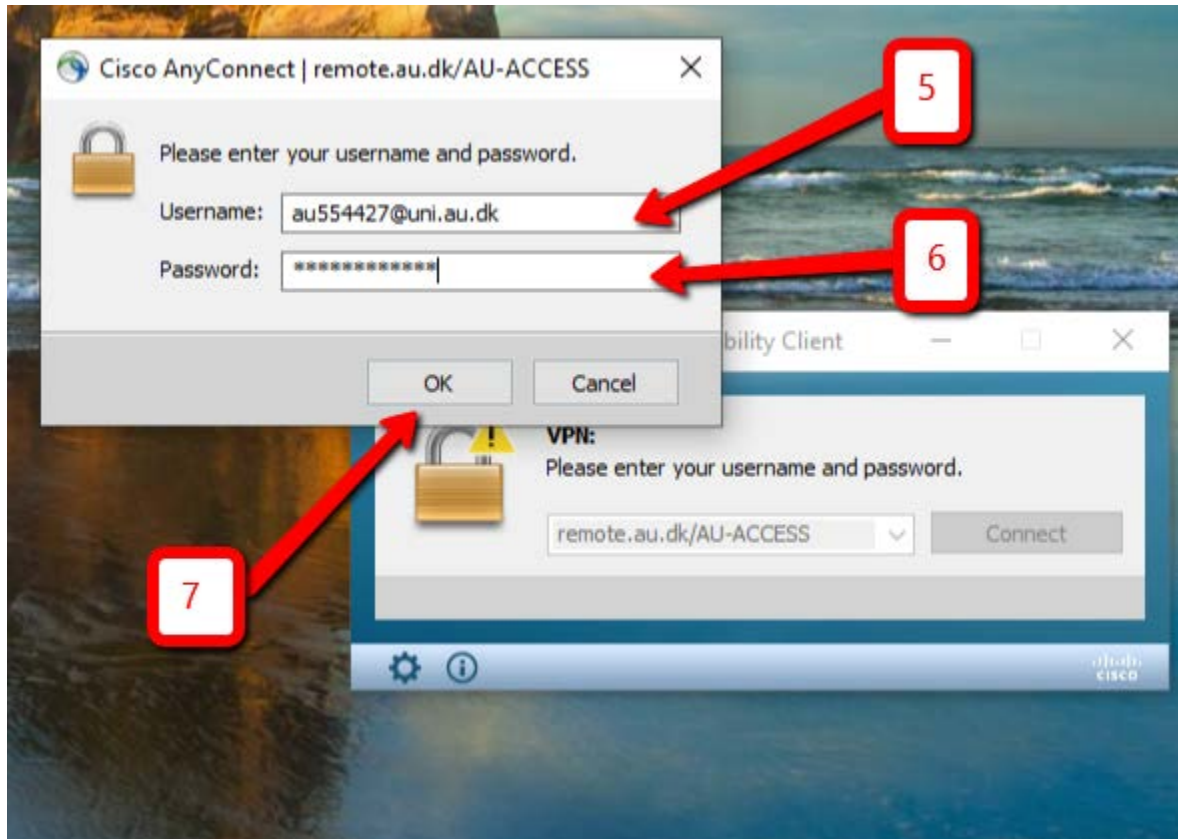 Cisco AnyConnect | remote.au.dk/AU-ACCESS
5
Please enter your username and password.
Username: au554427@uni.au.dk
Password: ************
6
bility Client
OK Cancel
VPN:
Please enter your username and password.
remote.au.dk/AU-ACCESS Connect
7
cisco